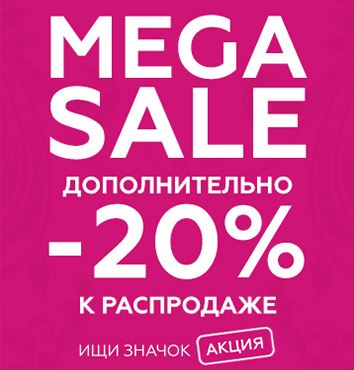 MEGA
SALE
ДОПОЛНИТЕЛЬНО
-20%
К РАСПРОДАЖЕ
ИЩИ ЗНАЧОК АКЦИЯ